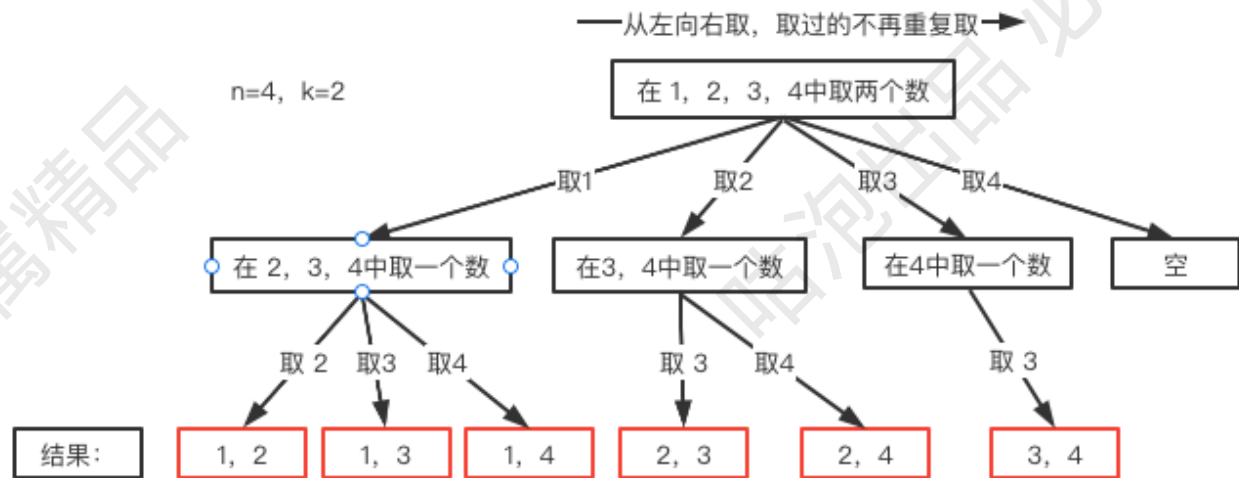 从左向右取，取过的不再重复取
n=4，k=2
在 1，2，3，4中取两个数
取1
取2
取3
取4
在 2，3，4中取一个数
在3，4中取一个数
在4中取一个数
空
取 2
取3
取4
取 3
取4
取 3
结果：
1，2
1，3
1，4
2，3
2，4
3，4